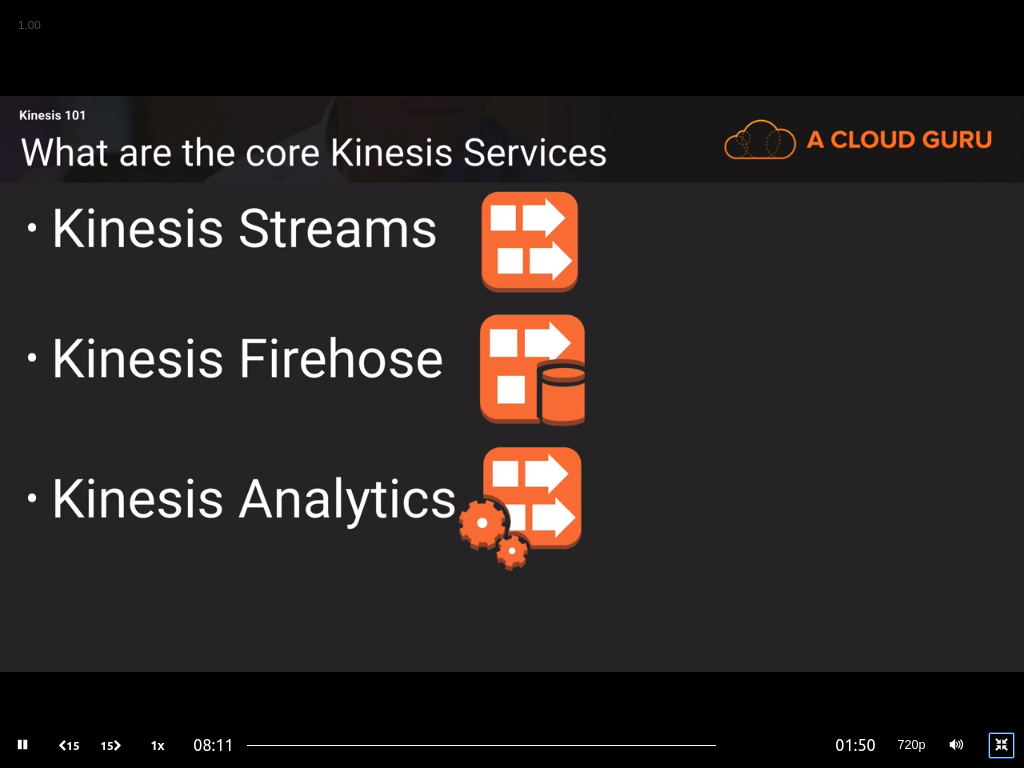 1.00
Kinesis 101
What are the core Kinesis Services
A CLOUD GURU
• Kinesis Streams
• Kinesis Firehose
• Kinesis Analytics
15 15 1x 08:11 01:50 720p